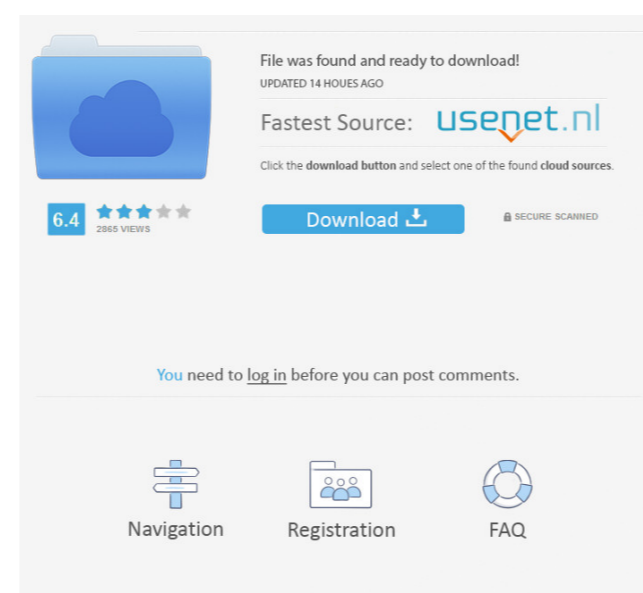 File was found and ready to download!
UPDATED 14 HOUES AGO
Fastest Source: usenet.nl
Click the download button and select one of the found cloud sources.
6.4
2865 VIEWS
Download
SECURE SCANNED
You need to log in before you can post comments.
Navigation
Registration
FAQ